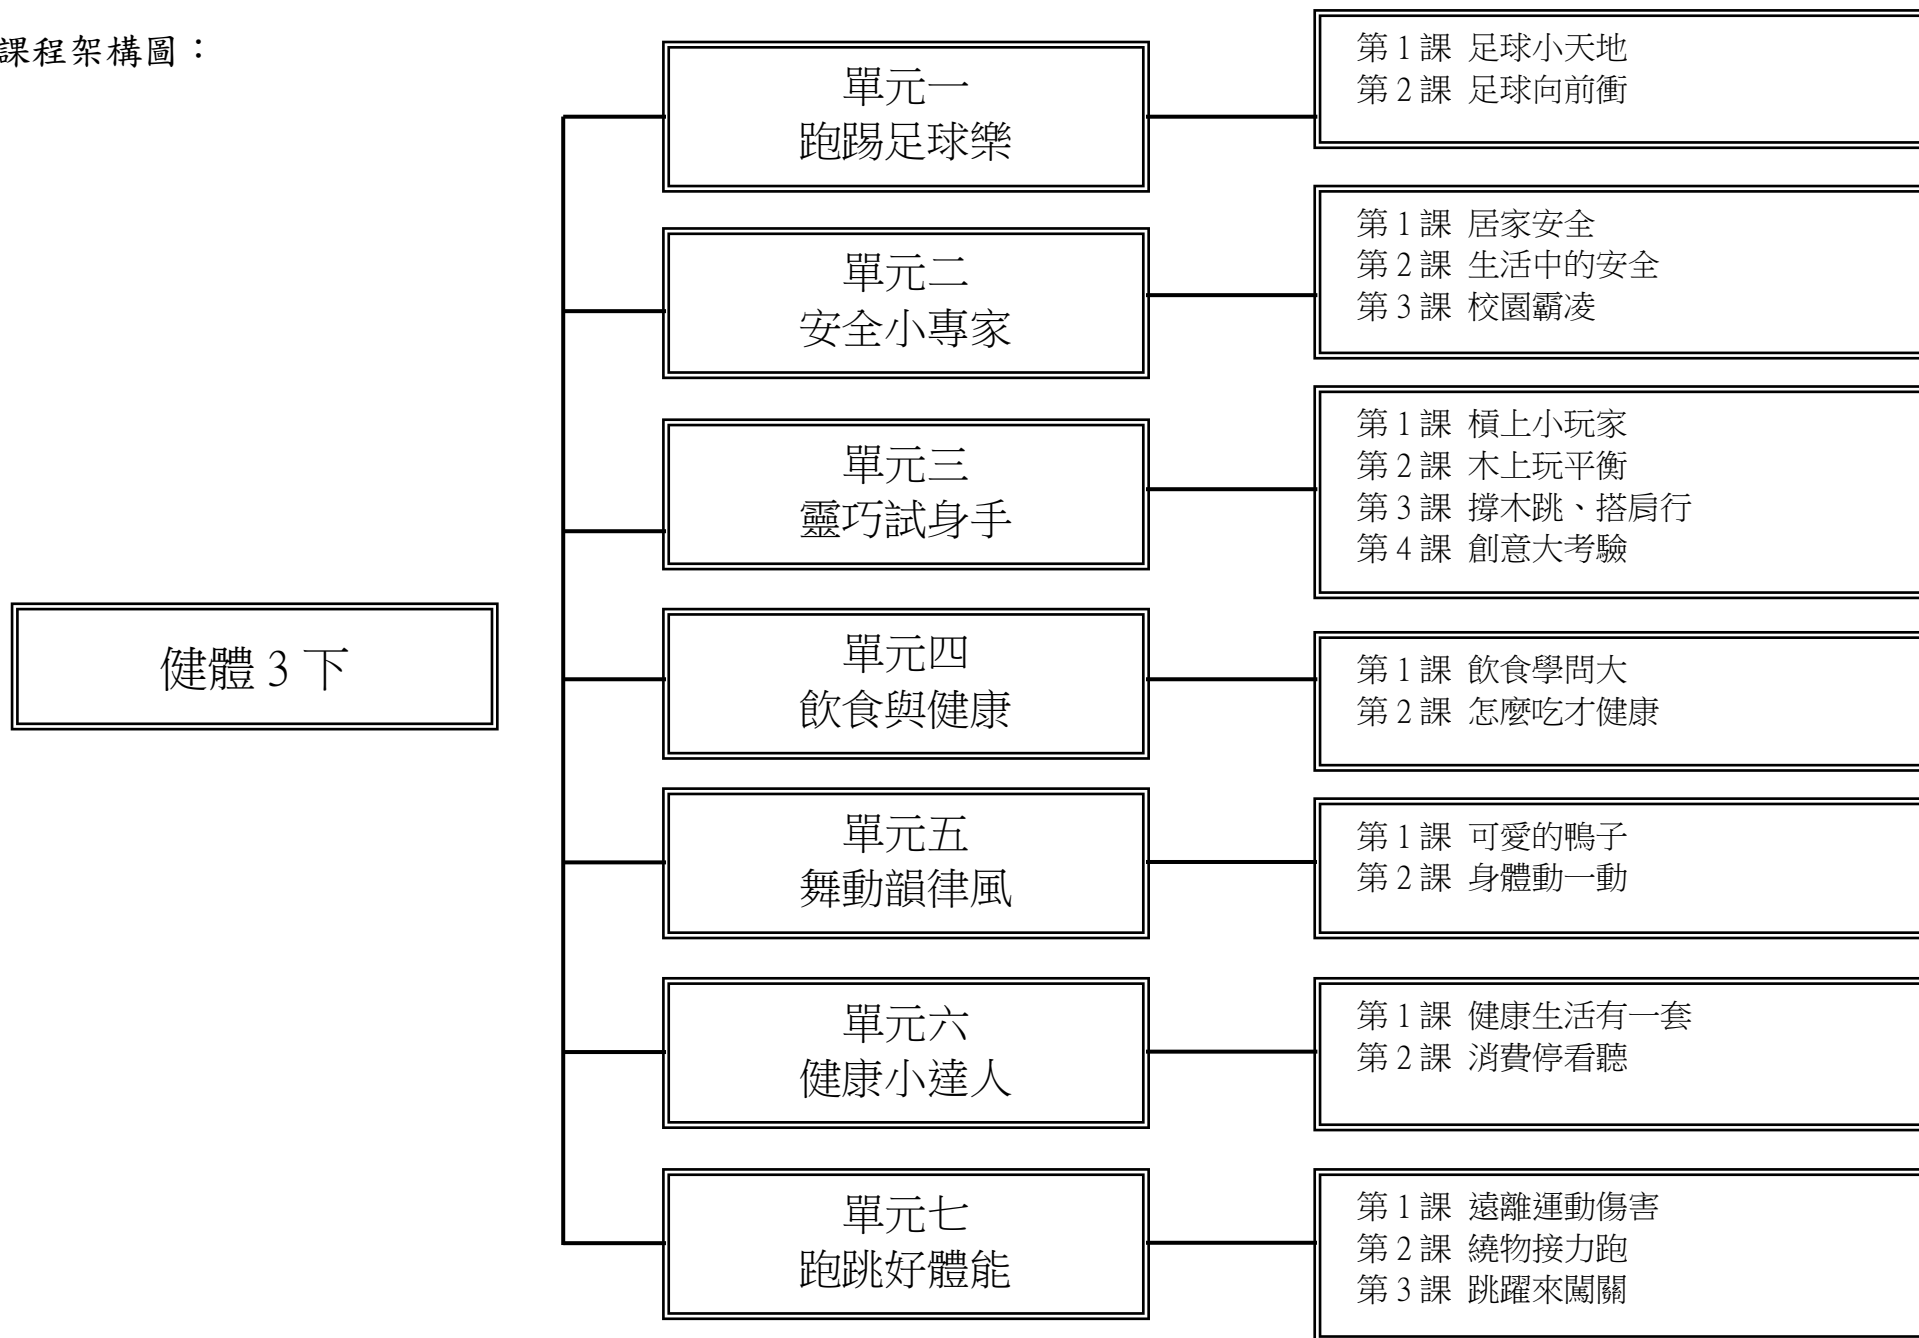 課程架構圖：
健體 3 下
單元一
跑踢足球樂
第 1 課 足球小天地
第 2 課 足球向前衝
單元二
安全小專家
第 1 課 居家安全
第 2 課 生活中的安全
第 3 課 校園霸凌
單元三
靈巧試身手
第 1 課 槓上小玩家
第 2 課 木上玩平衡
第 3 課 撐木跳、搭肩行
第 4 課 創意大考驗
單元四
飲食與健康
第 1 課 飲食學問大
第 2 課 怎麼吃才健康
單元五
舞動韻律風
第 1 課 可愛的鴨子
第 2 課 身體動一動
單元六
健康小達人
第 1 課 健康生活有一套
第 2 課 消費停看聽
單元七
跑跳好體能
第 1 課 遠離運動傷害
第 2 課 繞物接力跑
第 3 課 跳躍來闖關